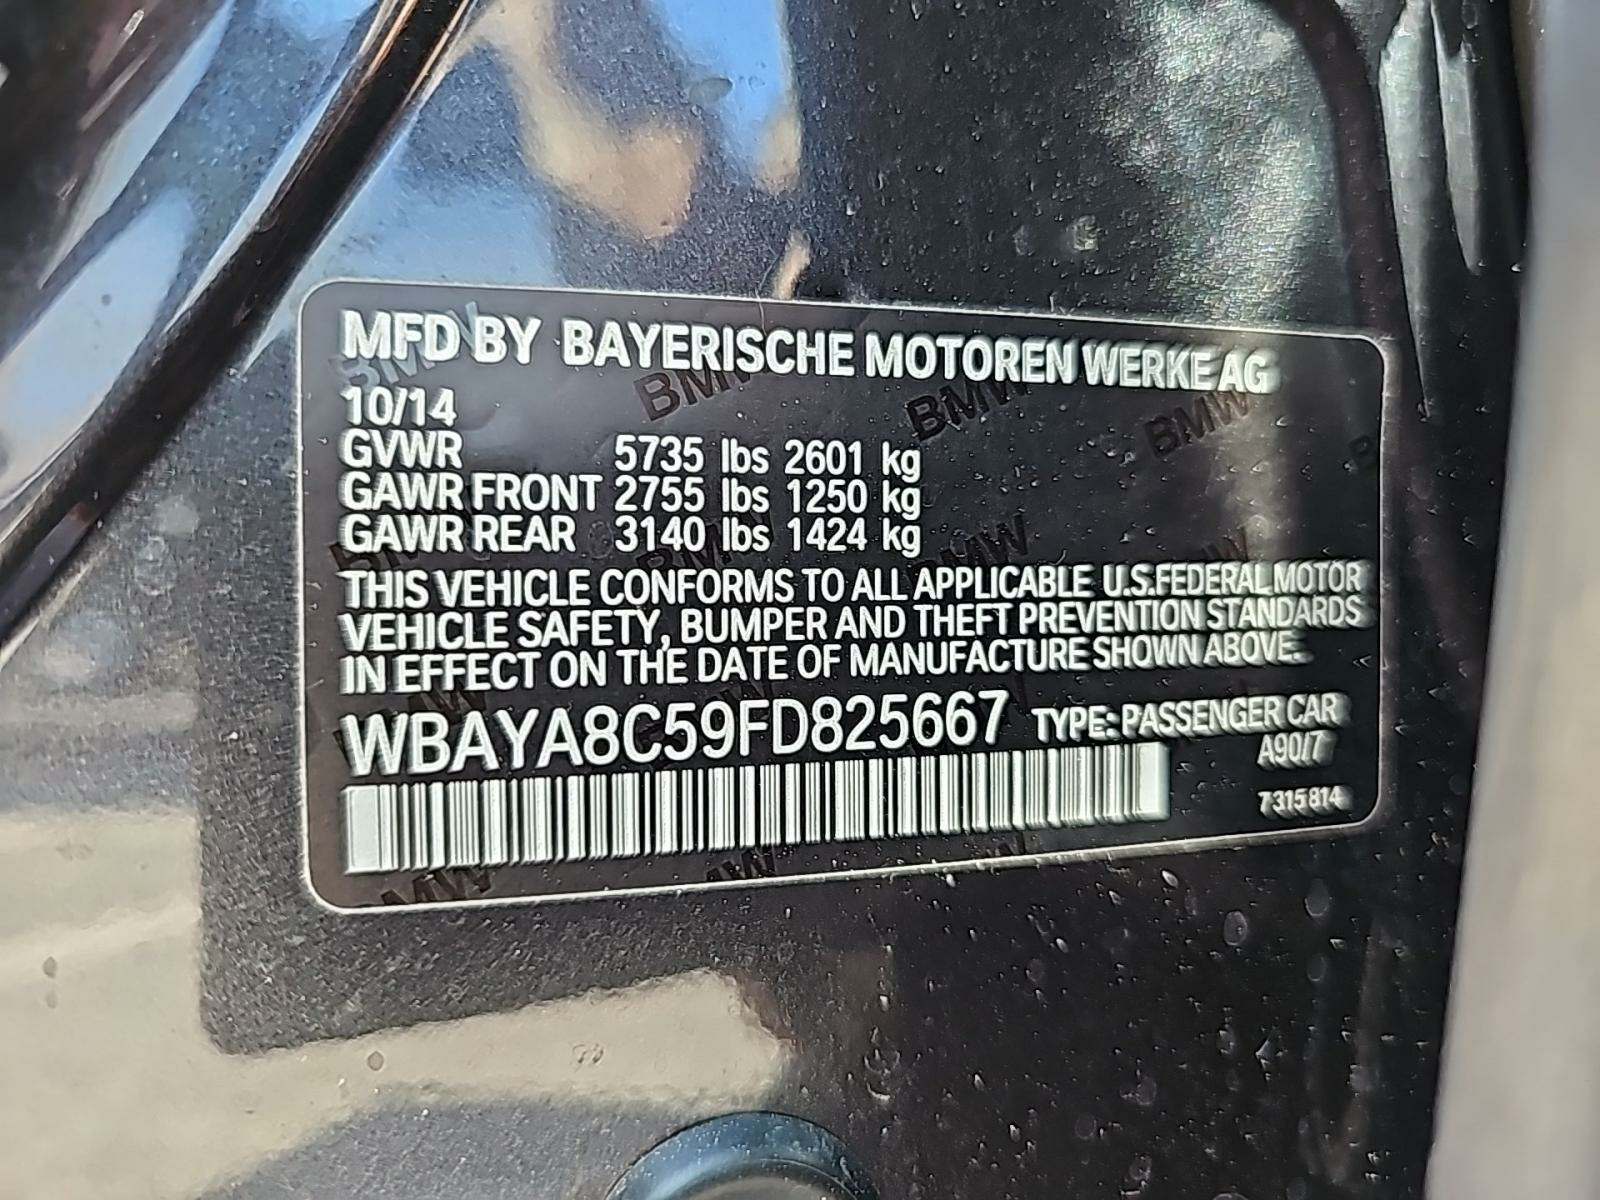 MFD BY BAYERISCHE MOTOREN WERKE AG
10/14
GVWR 5735 lbs 2601 kg
GAWR FRONT 2755 lbs 1250 kg
GAWR REAR 3140 lbs 1424 kg
THIS VEHICLE CONFORMS TO ALL APPLICABLE U.S.FEDERAL MOTOR
VEHICLE SAFETY, BUMPER AND THEFT PREVENTION STANDARDS
IN EFFECT ON THE DATE OF MANUFACTURE SHOWN ABOVE.
WBAYA8C59FD825667 TYPE: PASSENGER CAR
A90/7
7315814